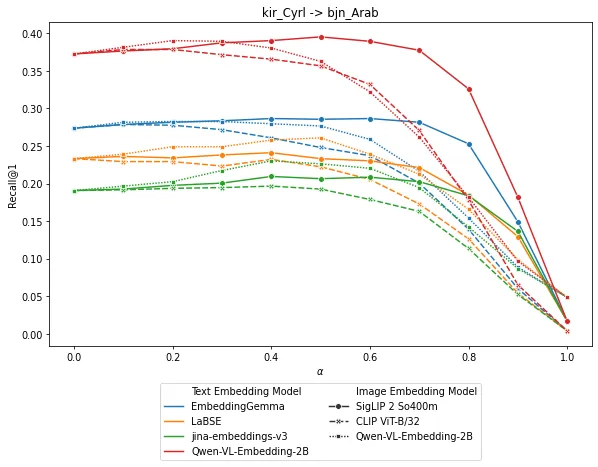 kir_Cyrl -> bjn_Arab
Recall@1
0.40
0.35
0.30
0.25
0.20
0.15
0.10
0.05
0.00
0.0 0.2 0.4 0.6 0.8 1.0
α
Text Embedding Model
EmbeddingGemma
LaBSE
jina-embeddings-v3
Qwen-VL-Embedding-2B
Image Embedding Model
SigLIP 2 So400m
CLIP ViT-B/32
Qwen-VL-Embedding-2B